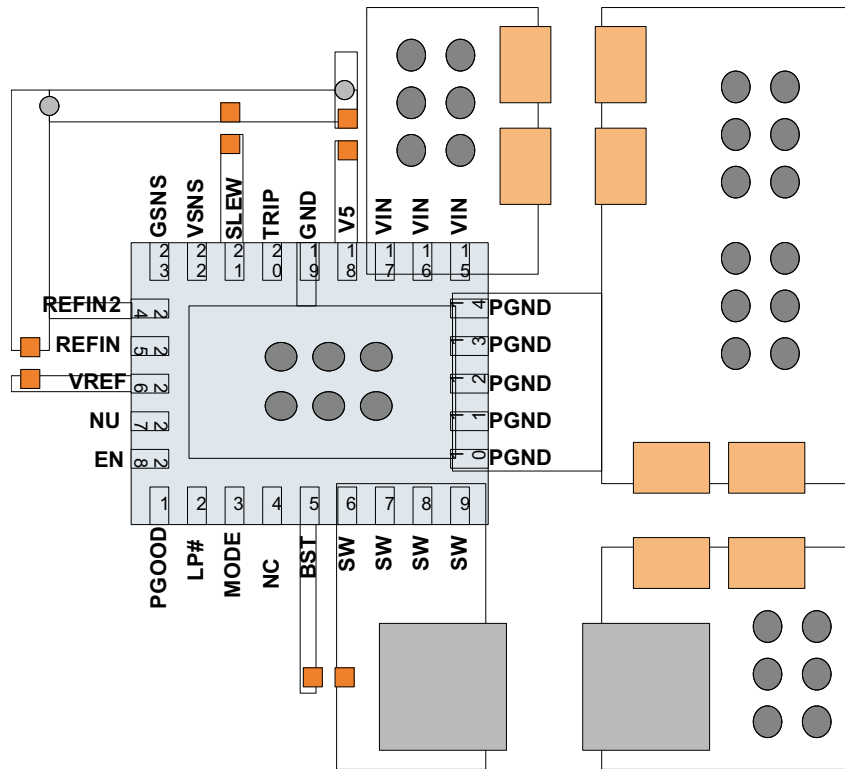 GSNS
VSNS
SLEW
TRIP
GND
V5
VIN
VIN
VIN
23
22
21
20
19
18
17
16
15
REFIN2 24
REFIN 25
VREF 26
NU 27
EN 28
14 PGND
13 PGND
12 PGND
11 PGND
10 PGND
1 2 3 4 5 6 7 8 9
PGOOD
LP#
MODE
NC
BST
SW
SW
SW
SW